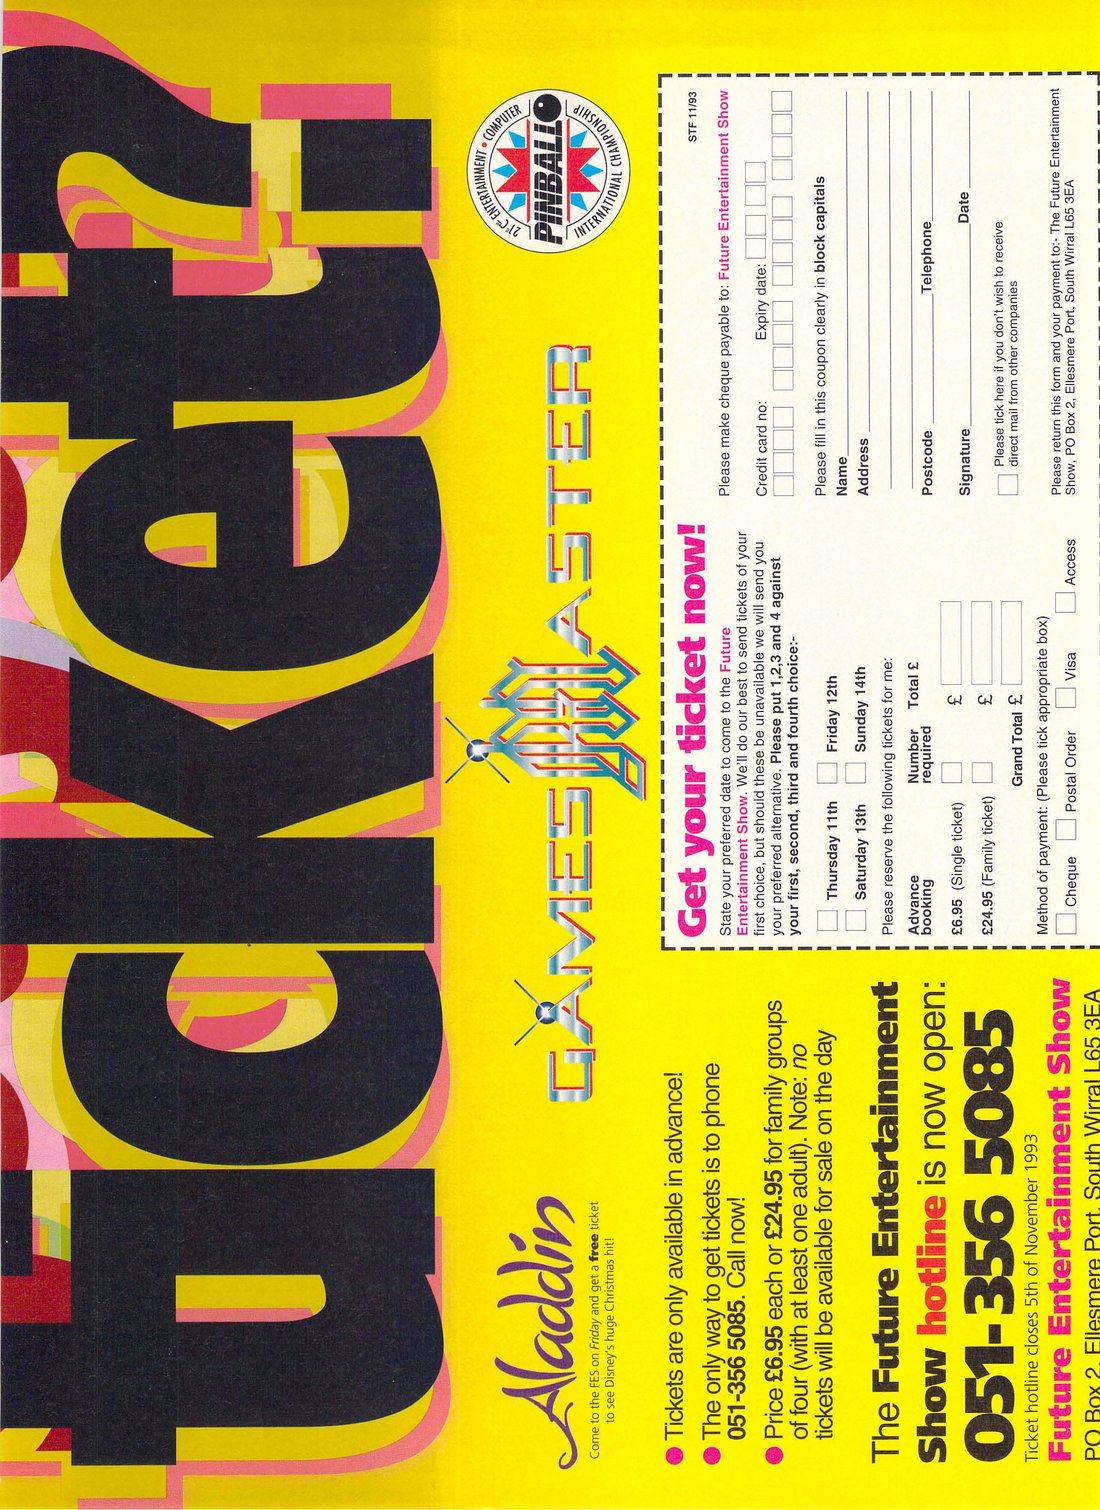 ticket?
Aladdin
Come to the FES on Friday and get a free ticket
to see Disney's huge Christmas hit!
GAMES MASTER
21st C. ENTERTAINMENT • COMPUTER
PINBALL
INTERNATIONAL CHAMPIONSHIP
Tickets are only available in advance!
The only way to get tickets is to phone
051-356 5085. Call now!
Price £6.95 each or £24.95 for family groups
of four (with at least one adult). Note: no
tickets will be available for sale on the day
The Future Entertainment
Show hotline is now open:
051-356 5085
Ticket hotline closes 5th of November 1993
Future Entertainment Show
PO Box 2, Ellesmere Port, South Wirral L65 3EA
Get your ticket now!
State your preferred date to come to the Future
Entertainment Show. We'll do our best to send tickets of your
first choice, but should these be unavailable we will send you
your preferred alternative. Please put 1,2,3 and 4 against
your first, second, third and fourth choice:-
Thursday 11th Friday 12th
Saturday 13th Sunday 14th
Please reserve the following tickets for me:
Advance Number Total £
booking required
£6.95 (Single ticket) £
£24.95 (Family ticket) £
Grand Total £
Method of payment: (Please tick appropriate box)
Cheque Postal Order Visa Access
STF 11/93
Please make cheque payable to: Future Entertainment Show
Credit card no: Expiry date:
Please fill in this coupon clearly in block capitals
Name
Address
Postcode Telephone
Signature Date
Please tick here if you don't wish to receive
direct mail from other companies
Please return this form and your payment to:- The Future Entertainment
Show, PO Box 2, Ellesmere Port, South Wirral L65 3EA